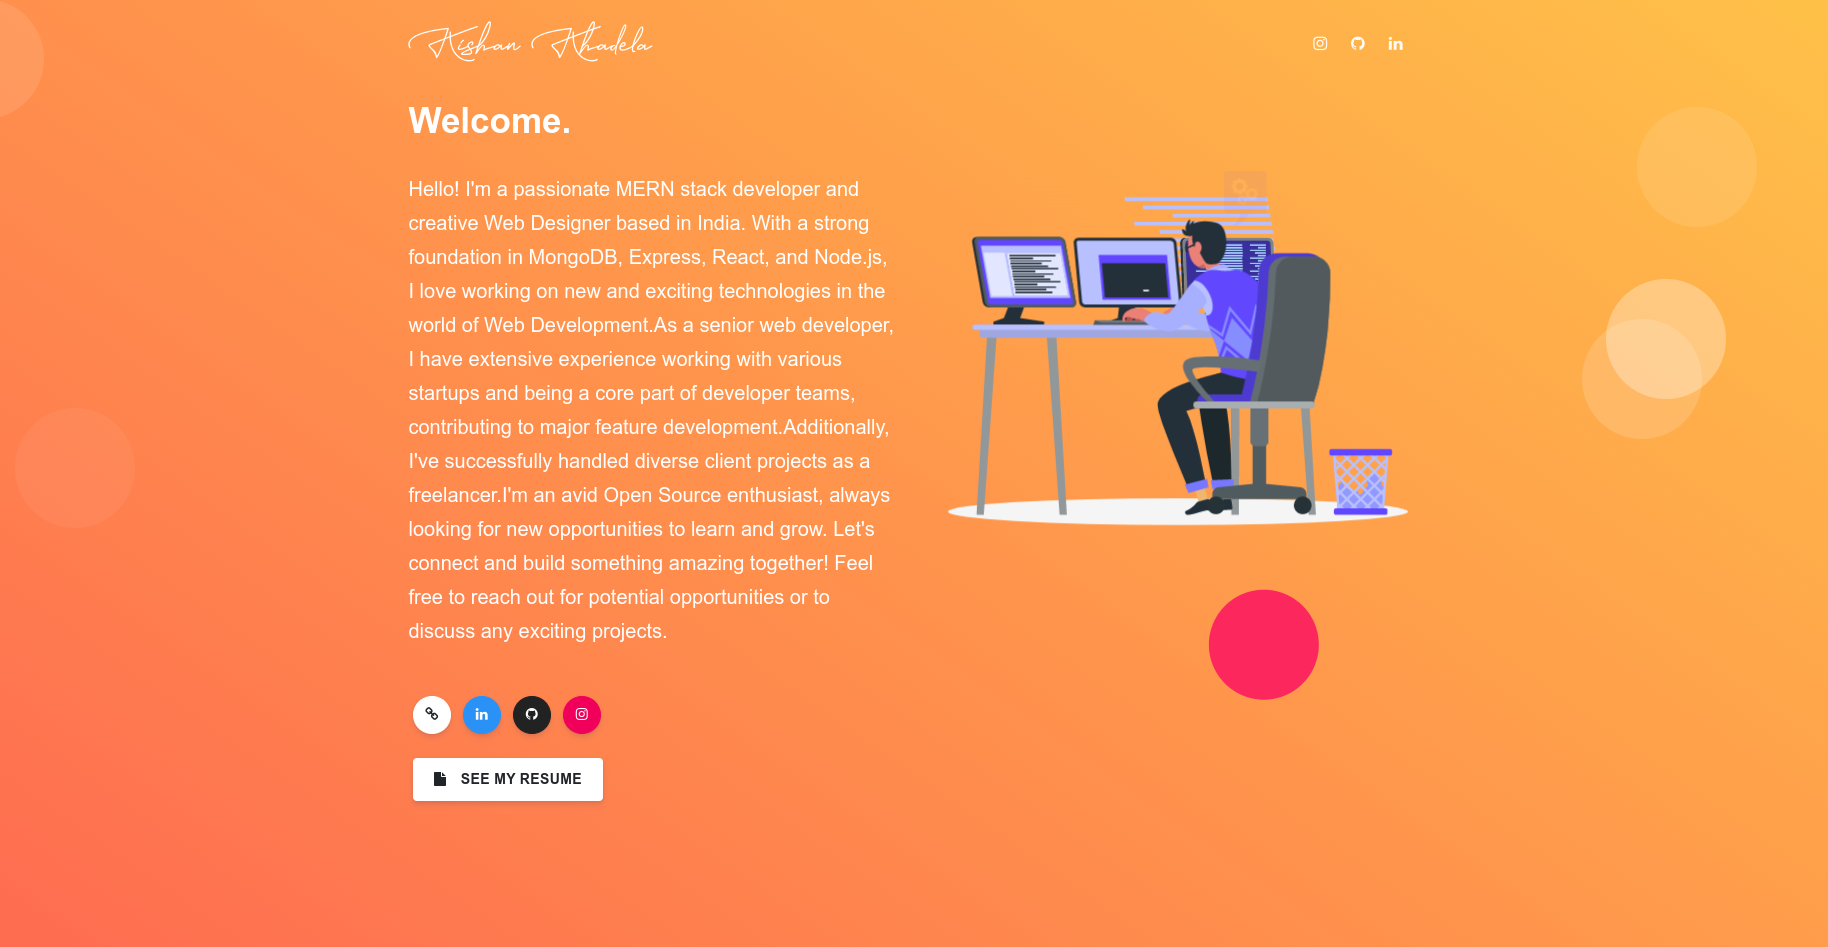 Kishan Khadela
Welcome.
Hello! I'm a passionate MERN stack developer and
creative Web Designer based in India. With a strong
foundation in MongoDB, Express, React, and Node.js,
I love working on new and exciting technologies in the
world of Web Development.As a senior web developer,
I have extensive experience working with various
startups and being a core part of developer teams,
contributing to major feature development.Additionally,
I've successfully handled diverse client projects as a
freelancer.I'm an avid Open Source enthusiast, always
looking for new opportunities to learn and grow. Let's
connect and build something amazing together! Feel
free to reach out for potential opportunities or to
discuss any exciting projects.
SEE MY RESUME